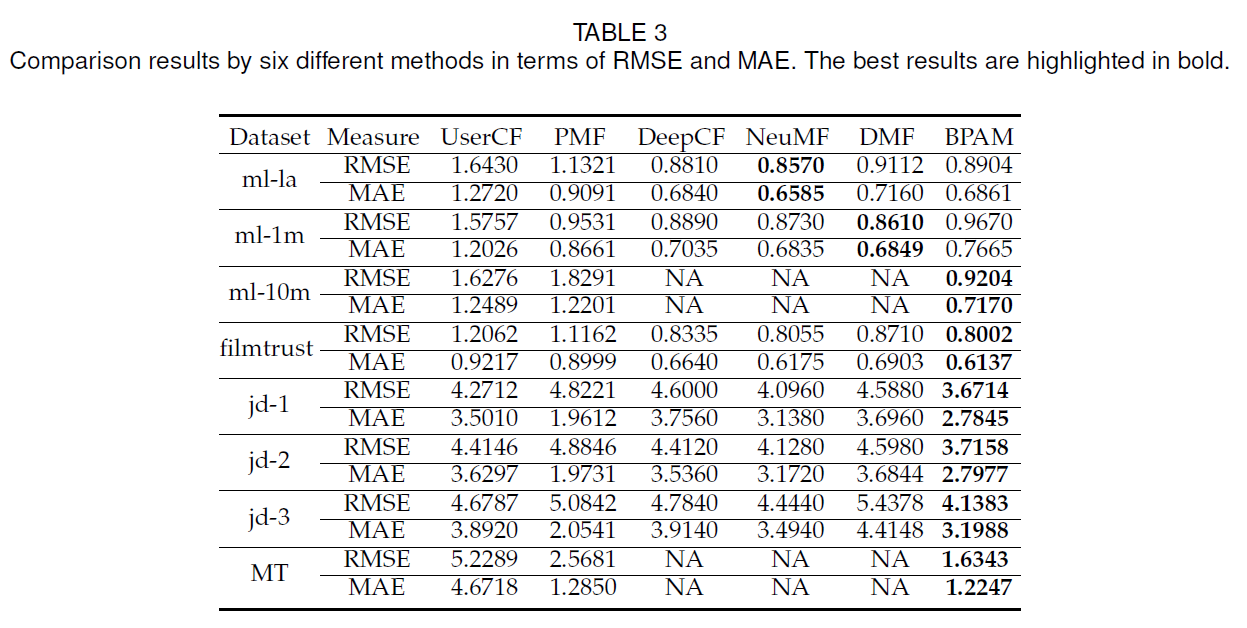 TABLE 3
Comparison results by six different methods in terms of RMSE and MAE. The best results are highlighted in bold.
Dataset Measure UserCF PMF DeepCF NeuMF DMF BPAM
ml-la RMSE 1.6430 1.1321 0.8810 0.8570 0.9112 0.8904
MAE 1.2720 0.9091 0.6840 0.6585 0.7160 0.6861
ml-1m RMSE 1.5757 0.9531 0.8890 0.8730 0.8610 0.9670
MAE 1.2026 0.8661 0.7035 0.6835 0.6849 0.7665
ml-10m RMSE 1.6276 1.8291 NA NA NA 0.9204
MAE 1.2489 1.2201 NA NA NA 0.7170
filmtrust RMSE 1.2062 1.1162 0.8335 0.8055 0.8710 0.8002
MAE 0.9217 0.8999 0.6640 0.6175 0.6903 0.6137
jd-1 RMSE 4.2712 4.8221 4.6000 4.0960 4.5880 3.6714
MAE 3.5010 1.9612 3.7560 3.1380 3.6960 2.7845
jd-2 RMSE 4.4146 4.8846 4.4120 4.1280 4.5980 3.7158
MAE 3.6297 1.9731 3.5360 3.1720 3.6844 2.7977
jd-3 RMSE 4.6787 5.0842 4.7840 4.4440 5.4378 4.1383
MAE 3.8920 2.0541 3.9140 3.4940 4.4148 3.1988
MT RMSE 5.2289 2.5681 NA NA NA 1.6343
MAE 4.6718 1.2850 NA NA NA 1.2247